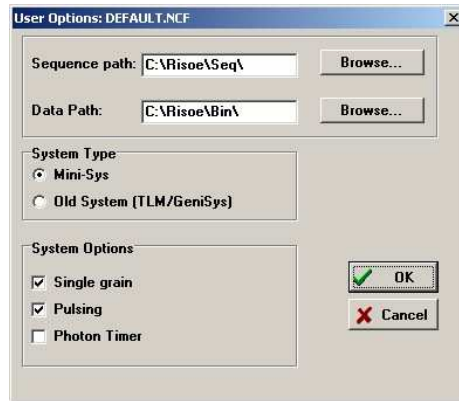 User Options: DEFAULT.NCF
Sequence path: C:\Risoe\Seq\ Browse...
Data Path: C:\Risoe\Bin\ Browse...
System Type
Mini-Sys
Old System (TLM/GeniSys)
System Options
Single grain
Pulsing
Photon Timer
OK
Cancel